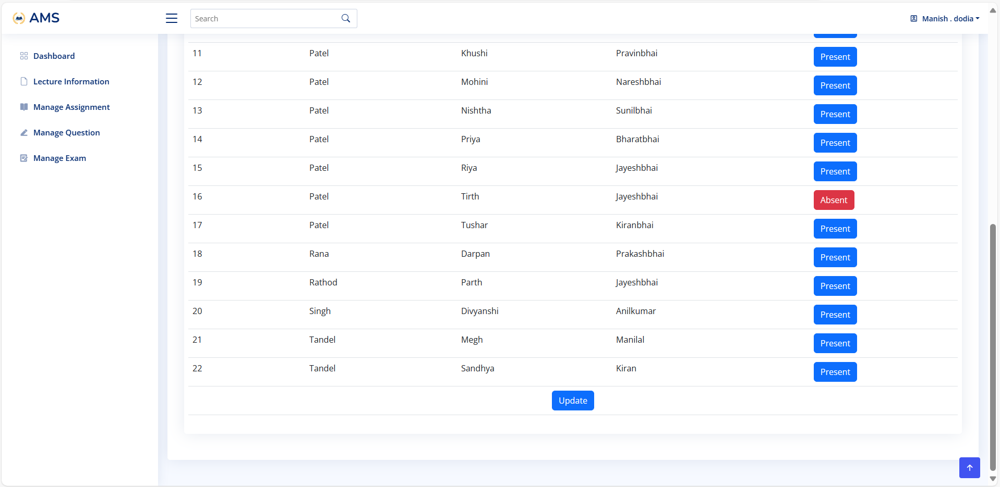 AMS
Search
Manish . dodia
Dashboard
Lecture Information
Manage Assignment
Manage Question
Manage Exam
11 Patel Khushi Pravinbhai Present
12 Patel Mohini Nareshbhai Present
13 Patel Nishtha Sunilbhai Present
14 Patel Priya Bharatbhai Present
15 Patel Riya Jayeshbhai Present
16 Patel Tirth Jayeshbhai Absent
17 Patel Tushar Kiranbhai Present
18 Rana Darpan Prakashbhai Present
19 Rathod Parth Jayeshbhai Present
20 Singh Divyanshi Anilkumar Present
21 Tandel Megh Manilal Present
22 Tandel Sandhya Kiran Present
Update